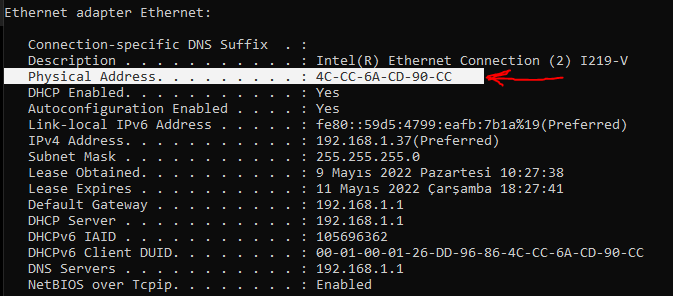 Ethernet adapter Ethernet:
Connection-specific DNS Suffix  . :
Description . . . . . . . . . . . : Intel(R) Ethernet Connection (2) I219-V
Physical Address. . . . . . . . . : 4C-CC-6A-CD-90-CC
DHCP Enabled. . . . . . . . . . . : Yes
Autoconfiguration Enabled . . . . : Yes
Link-local IPv6 Address . . . . . : fe80::59d5:4799:eafb:7b1a%19(Preferred)
IPv4 Address. . . . . . . . . . . : 192.168.1.37(Preferred)
Subnet Mask . . . . . . . . . . . : 255.255.255.0
Lease Obtained. . . . . . . . . . : 9 Mayıs 2022 Pazartesi 10:27:38
Lease Expires . . . . . . . . . . : 11 Mayıs 2022 Çarşamba 18:27:41
Default Gateway . . . . . . . . . : 192.168.1.1
DHCP Server . . . . . . . . . . . : 192.168.1.1
DHCPv6 IAID . . . . . . . . . . . : 105696362
DHCPv6 Client DUID. . . . . . . . : 00-01-00-01-26-DD-96-86-4C-CC-6A-CD-90-CC
DNS Servers . . . . . . . . . . . : 192.168.1.1
NetBIOS over Tcpip. . . . . . . . : Enabled